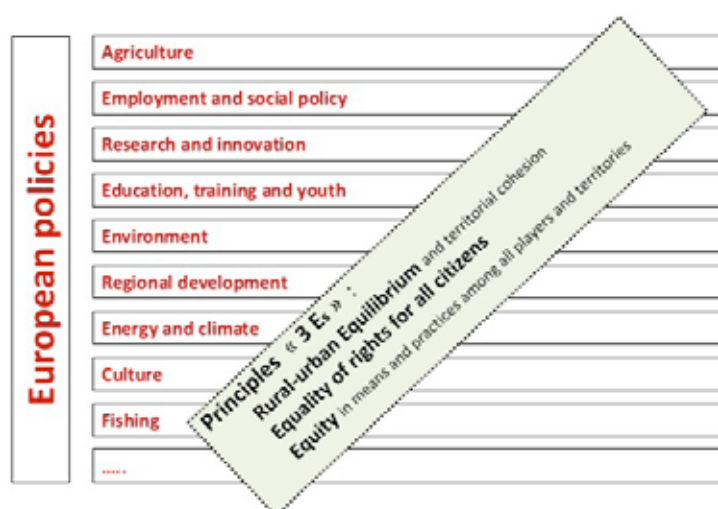 European policies
Agriculture
Employment and social policy
Research and innovation
Education, training and youth
Environment
Regional development
Energy and climate
Culture
Fishing
.....
Principles « 3 Es » :
Rural-urban Equilibrium and territorial cohesion
Equality of rights for all citizens
Equity in means and practices among all players and territories